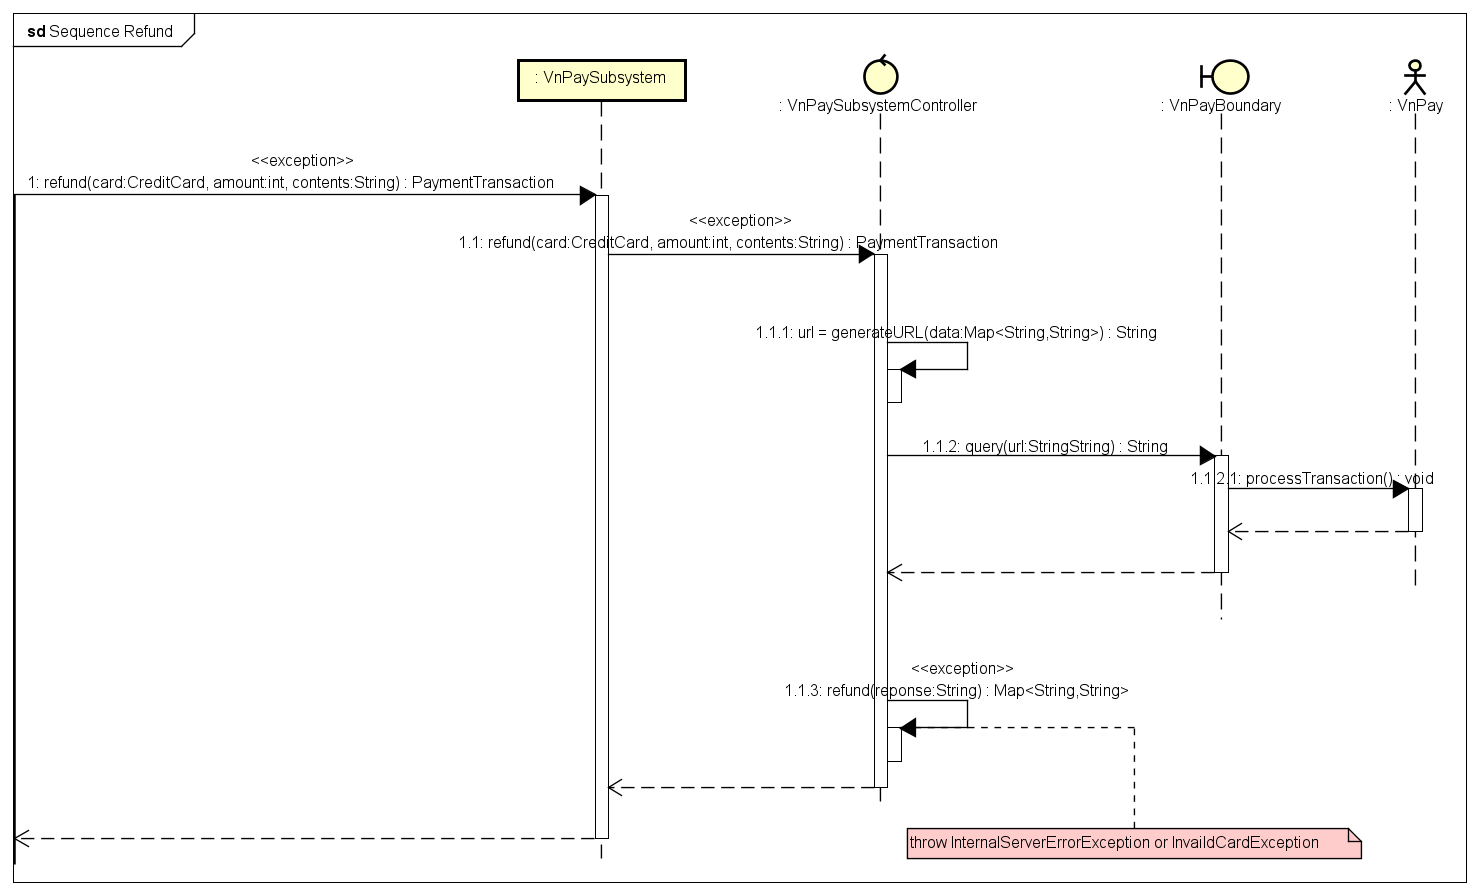 sd Sequence Refund
: VnPaySubsystem
: VnPaySubsystemController
: VnPayBoundary
: VnPay
<<exception>>
1: refund(card:CreditCard, amount:int, contents:String) : PaymentTransaction
<<exception>>
1.1: refund(card:CreditCard, amount:int, contents:String) : PaymentTransaction
1.1.1: url = generateURL(data:Map<String,String>) : String
1.1.2: query(url:StringString) : String
1.1.2.1: processTransaction() : void
<<exception>>
1.1.3: refund(reponse:String) : Map<String,String>
throw InternalServerErrorException or InvaildCardException